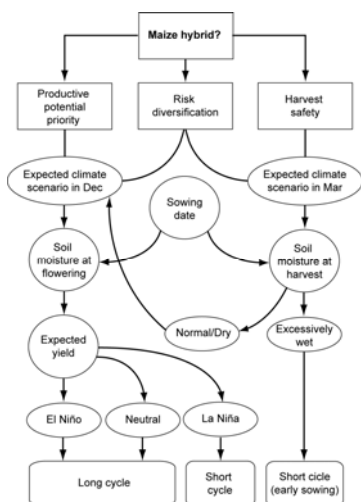 Maize hybrid?
Productive
potential
priority
Risk
diversification
Harvest
safety
Expected climate
scenario in Dec
Expected climate
scenario in Mar
Sowing
date
Soil
moisture at
flowering
Soil
moisture at
harvest
Normal/Dry
Excessively
wet
Expected
yield
El Niño
Neutral
La Niña
Long cycle
Short
cycle
Short cicle
(early sowing)